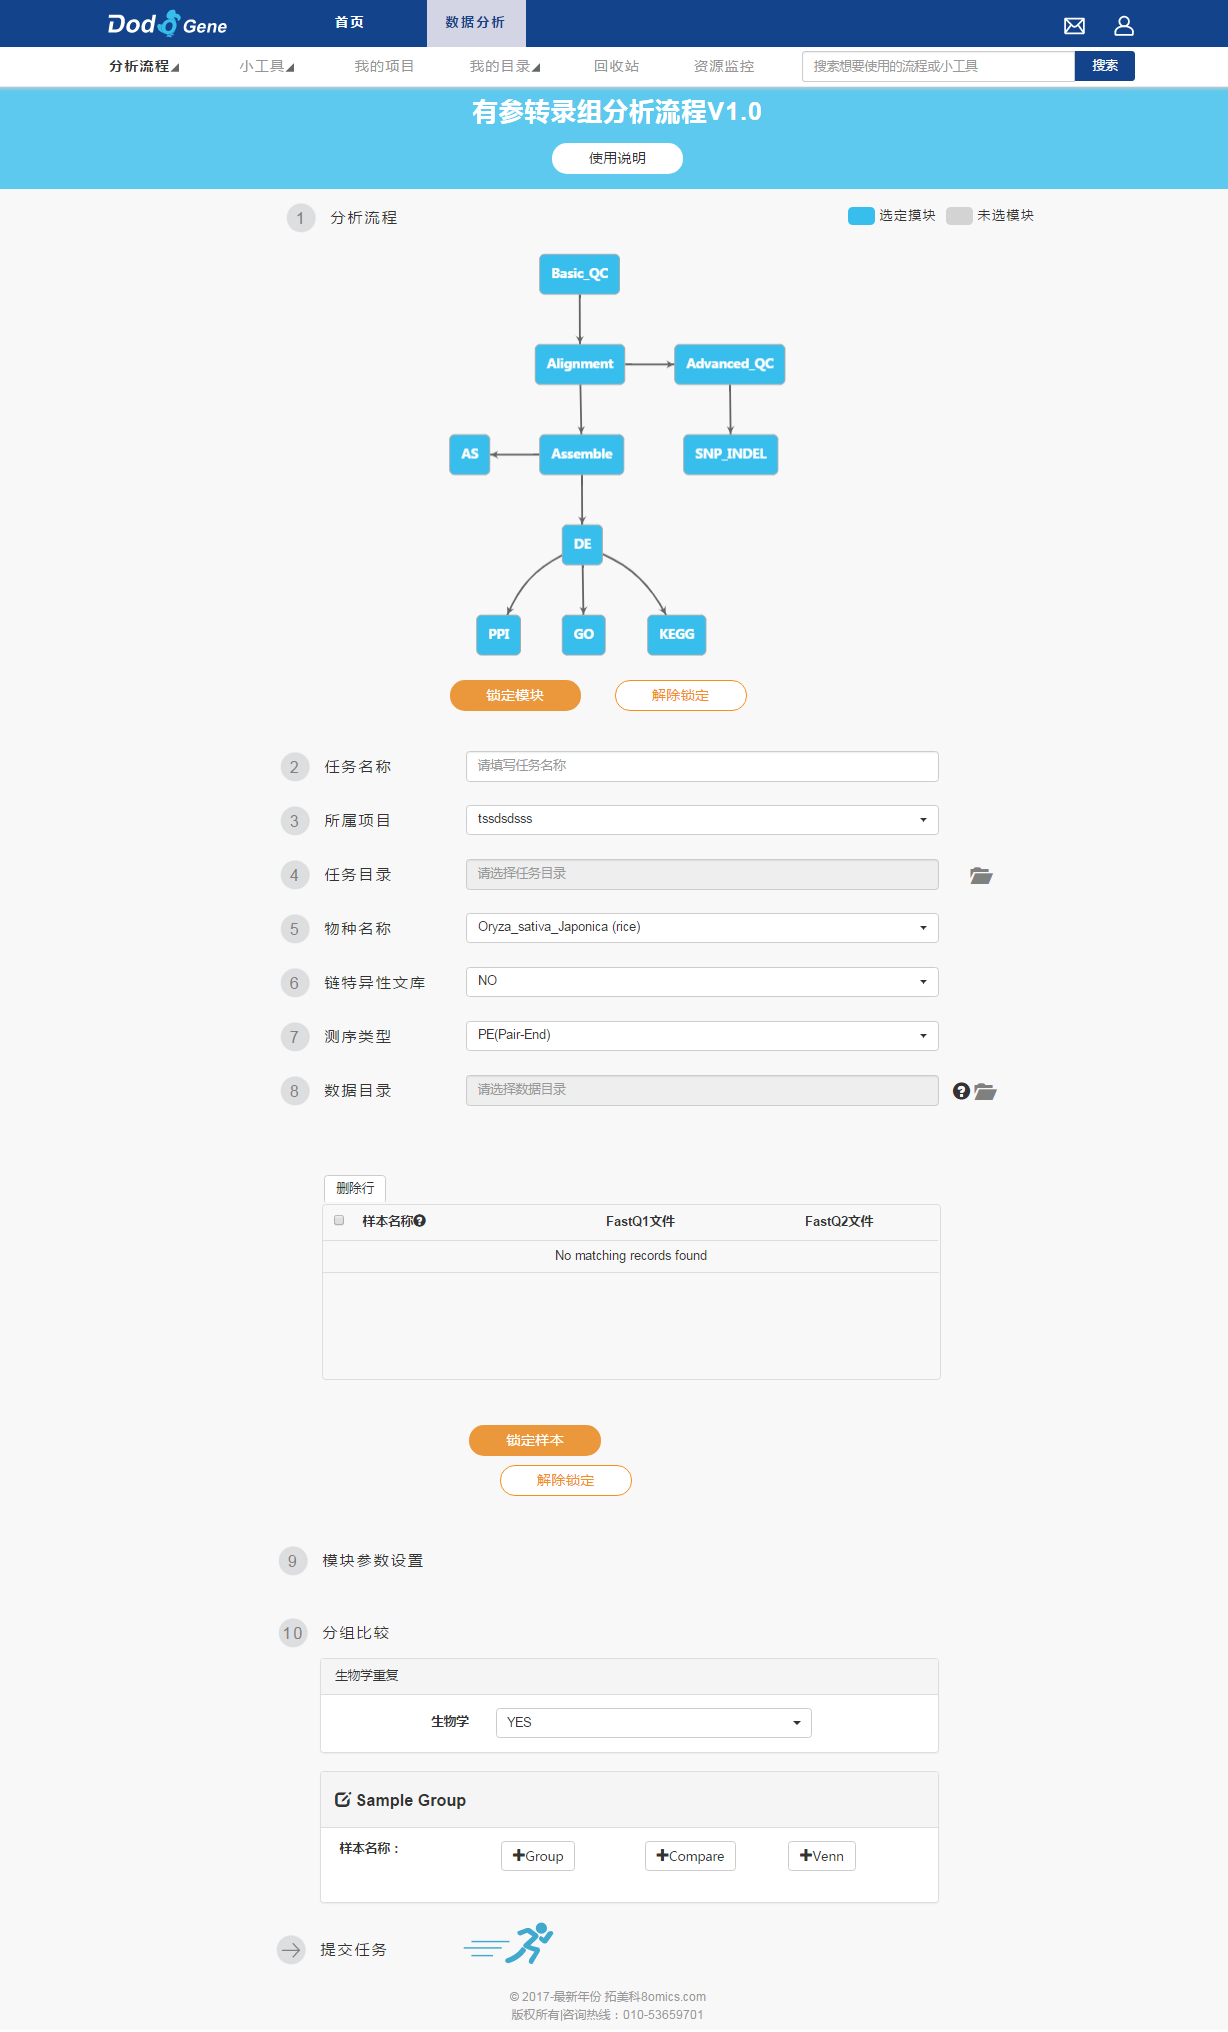 Dod Gene
首页
数据分析
分析流程
小工具
我的项目
我的目录
回收站
资源监控
搜索想要使用的流程或小工具
搜索
有参转录组分析流程V1.0
使用说明
1 分析流程
选定摸块
未选模块
Basic_QC
Alignment
Advanced_QC
AS
Assemble
SNP_INDEL
DE
PPI
GO
KEGG
锁定模块
解除锁定
2 任务名称
请填写任务名称
3 所属项目
tssdsdsss
4 任务目录
请选择任务目录
5 物种名称
Oryza_sativa_Japonica (rice)
6 链特异性文库
NO
7 测序类型
PE(Pair-End)
8 数据目录
请选择数据目录
删除行
样本名称
FastQ1文件
FastQ2文件
No matching records found
锁定样本
解除锁定
9 模块参数设置
10 分组比较
生物学重复
生物学
YES
Sample Group
样本名称：
Group
Compare
Venn
提交任务
© 2017-最新年份 拓美科8omics.com
版权所有|咨询热线：010-53659701